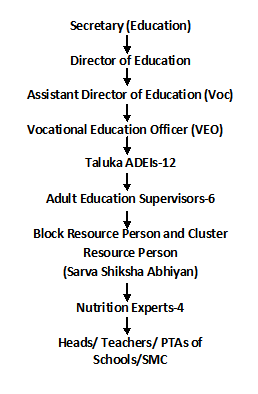 Secretary (Education)
Director of Education
Assistant Director of Education (Voc)
Vocational Education Officer (VEO)
Taluka ADEIs-12
Adult Education Supervisors-6
Block Resource Person and Cluster
Resource Person
(Sarva Shiksha Abhiyan)
Nutrition Experts-4
Heads/ Teachers/ PTAs of
Schools/SMC